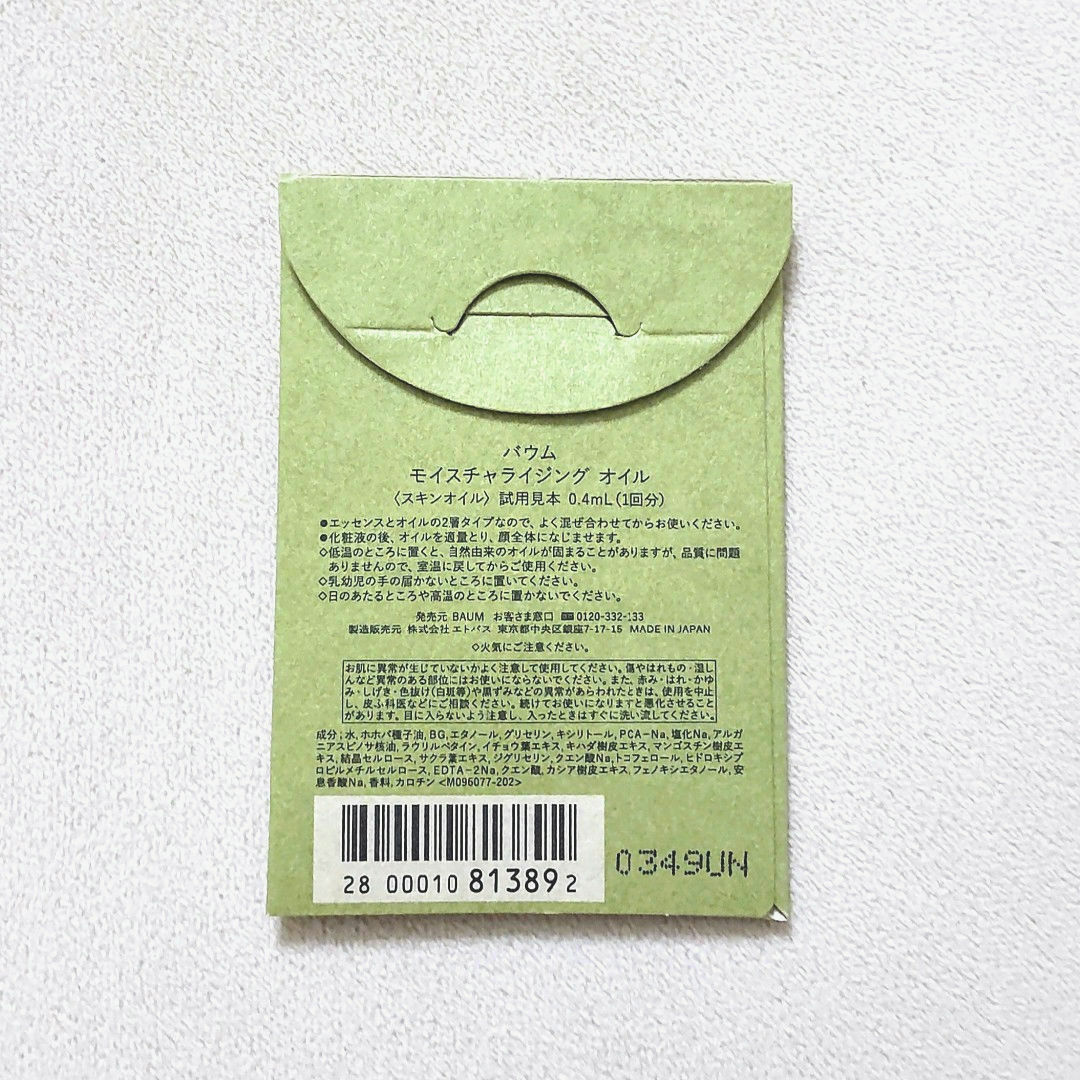 バウム
モイスチャライジング オイル
〈スキンオイル〉 試用見本 0.4mL (1回分)
●エッセンスとオイルの2層タイプなので、よく混ぜ合わせてからお使いください。
●化粧液の後、オイルを適量とり、顔全体になじませます。
◇低温のところに置くと、自然由来のオイルが固まることがありますが、品質に問題
ありませんので、室温に戻してからご使用ください。
◇乳幼児の手の届かないところに置いてください。
◇日のあたるところや高温のところに置かないでください。
発売元 BAUM お客さま窓口 0120-332-133
製造販売元 株式会社エトバス 東京都中央区銀座7-17-15 MADE IN JAPAN
◇火気にご注意ください。
お肌に異常が生じていないかよく注意して使用してください。傷やはれもの・湿し
んなど異常のある部位にはお使いにならないでください。また、赤み・はれ・かゆ
み・しげき・色抜け(白斑等)や黒ずみなどの異常があらわれたときは、使用を中止
し、皮ふ科医などにご相談ください。続けてお使いになりますと悪化させること
があります。目に入らないよう注意し、入ったときはすぐに洗い流してください。
成分:水,ホホバ種子油,BG,エタノール,グリセリン,キシリトール,PCA-Na,塩化Na,アルガ
ニアスピノサ核油,ラウリルベタイン,イチョウ葉エキス,キハダ樹皮エキス,マンゴスチン樹皮エ
キス,結晶セルロース,サクラ葉エキス,ジグリセリン,クエン酸Na,トコフェロール,ヒドロキシプ
ロピルメチルセルロース,EDTA-2Na,クエン酸,カシア樹皮エキス,フェノキシエタノール,安
息香酸Na,香料,カロチン <M096077-202>
28 00010 81389 2
0349UN